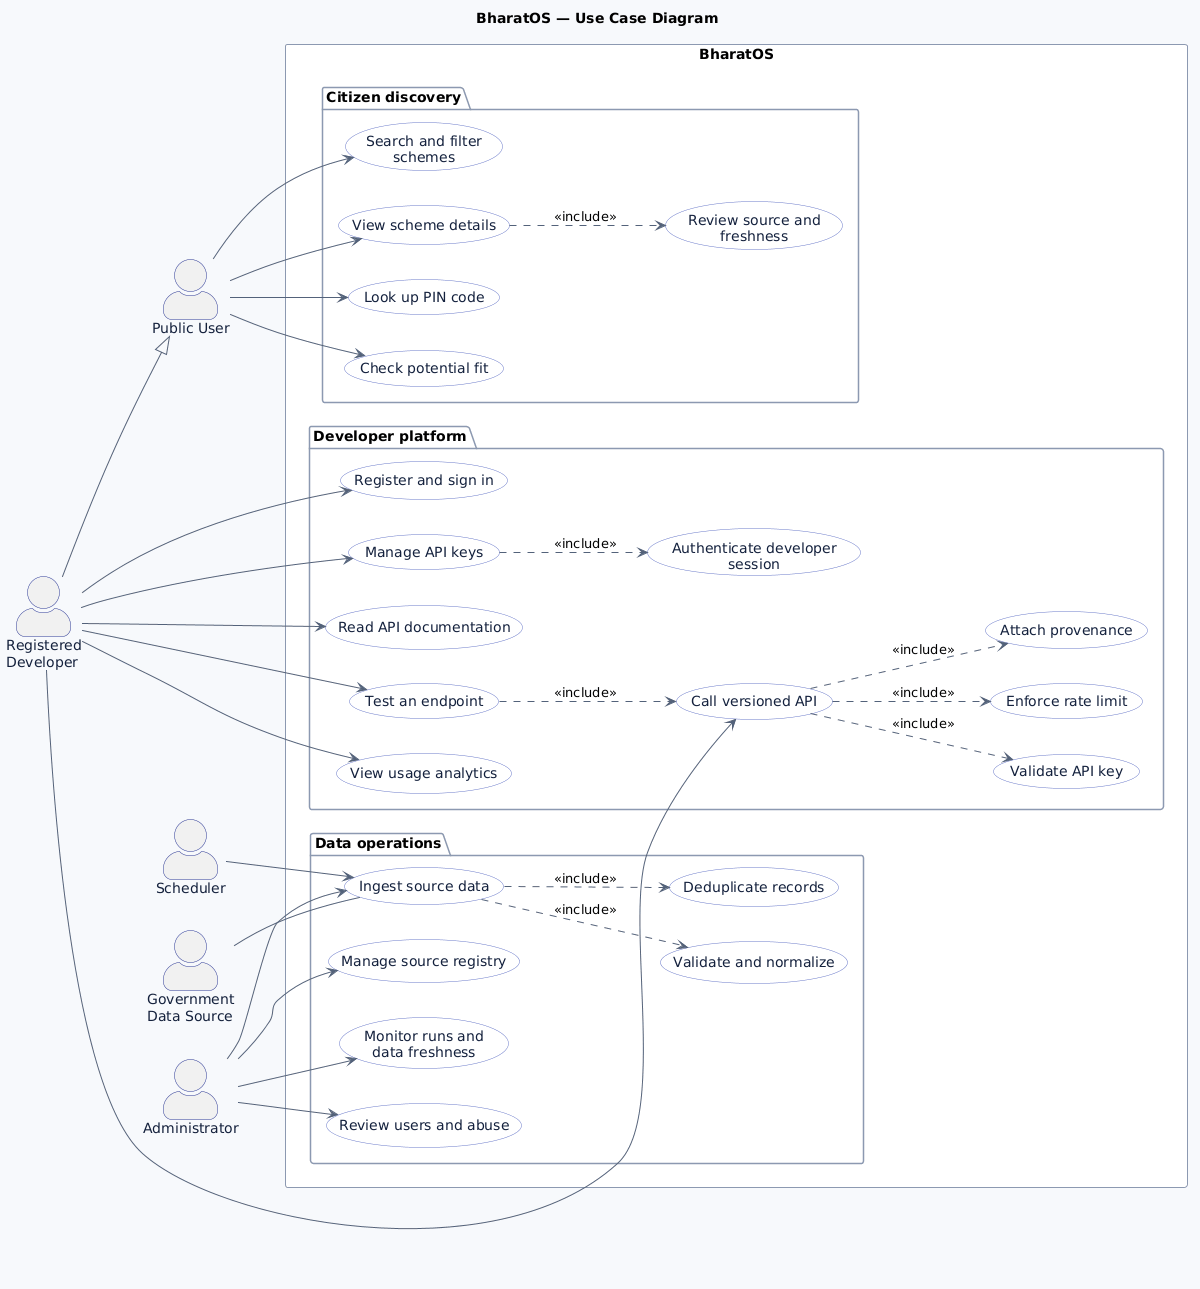 BharatOS — Use Case Diagram
BharatOS
Citizen discovery
Search and filter
schemes
View scheme details
«include»
Review source and
freshness
Look up PIN code
Check potential fit
Public User
Developer platform
Register and sign in
Manage API keys
«include»
Authenticate developer
session
Read API documentation
Registered
Developer
Test an endpoint
«include»
Call versioned API
«include»
Attach provenance
«include»
Enforce rate limit
«include»
Validate API key
View usage analytics
Data operations
Scheduler
Ingest source data
«include»
Deduplicate records
«include»
Validate and normalize
Government
Data Source
Manage source registry
Monitor runs and
data freshness
Administrator
Review users and abuse